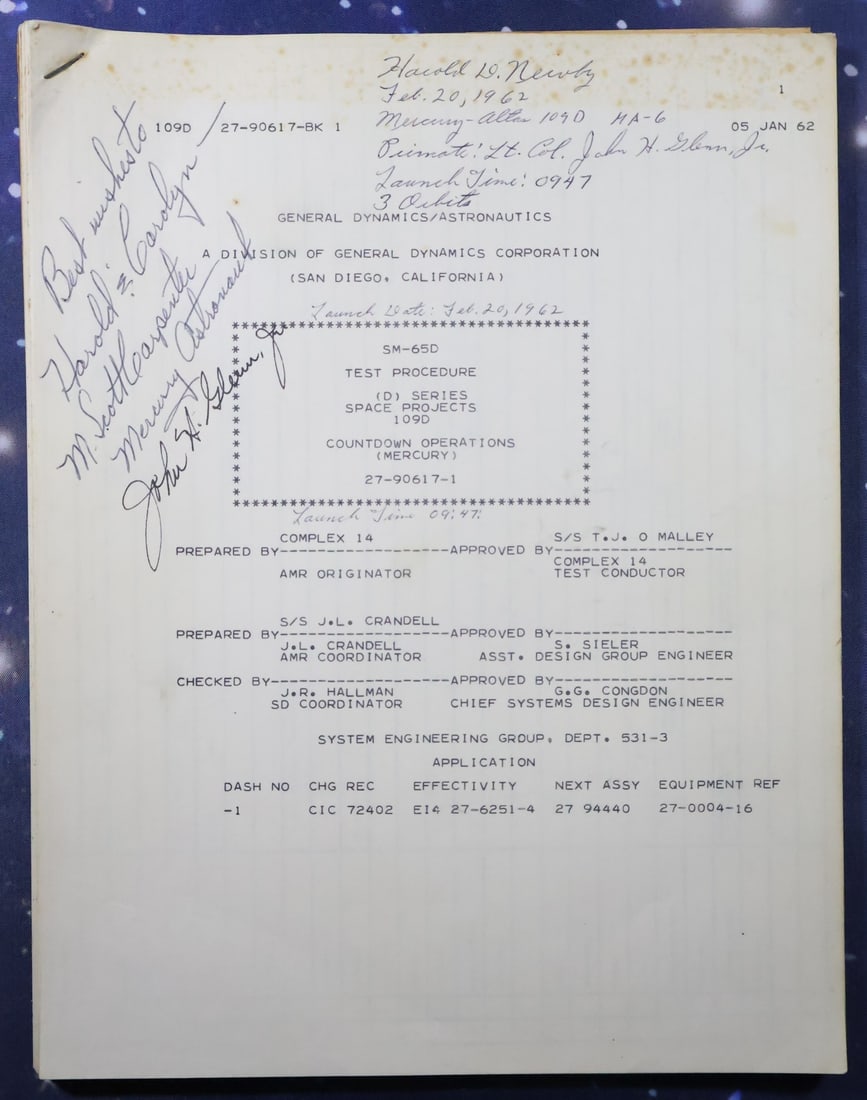 Harold D. Newby
Feb. 20, 1962
1
109D / 27-90617-BK 1
Mercury-Atlas 109D MA-6
05 JAN 62
Primate: Lt. Col. John H. Glenn, Jr.
Launch Time: 0947
3 Orbits
Best wishes to
Harold & Carolyn
M. Scott Carpenter
Mercury Astronaut
John H. Glenn, Jr.
GENERAL DYNAMICS/ASTRONAUTICS
A DIVISION OF GENERAL DYNAMICS CORPORATION
(SAN DIEGO, CALIFORNIA)
Launch Date: Feb. 20, 1962
SM-65D
TEST PROCEDURE
(D) SERIES
SPACE PROJECTS
109D
COUNTDOWN OPERATIONS
(MERCURY)
27-90617-1
Launch Time 09:47:
COMPLEX 14 S/S T.J. O MALLEY
PREPARED BY------------------APPROVED BY-------------------
COMPLEX 14
AMR ORIGINATOR TEST CONDUCTOR
S/S J.L. CRANDELL
PREPARED BY------------------APPROVED BY-------------------
J.L. CRANDELL S. SIELER
AMR COORDINATOR ASST. DESIGN GROUP ENGINEER
CHECKED BY-------------------APPROVED BY-------------------
J.R. HALLMAN G.G. CONGDON
SD COORDINATOR CHIEF SYSTEMS DESIGN ENGINEER
SYSTEM ENGINEERING GROUP, DEPT. 531-3
APPLICATION
DASH NO CHG REC EFFECTIVITY NEXT ASSY EQUIPMENT REF
-1 CIC 72402 EI4 27-6251-4 27 94440 27-0004-16